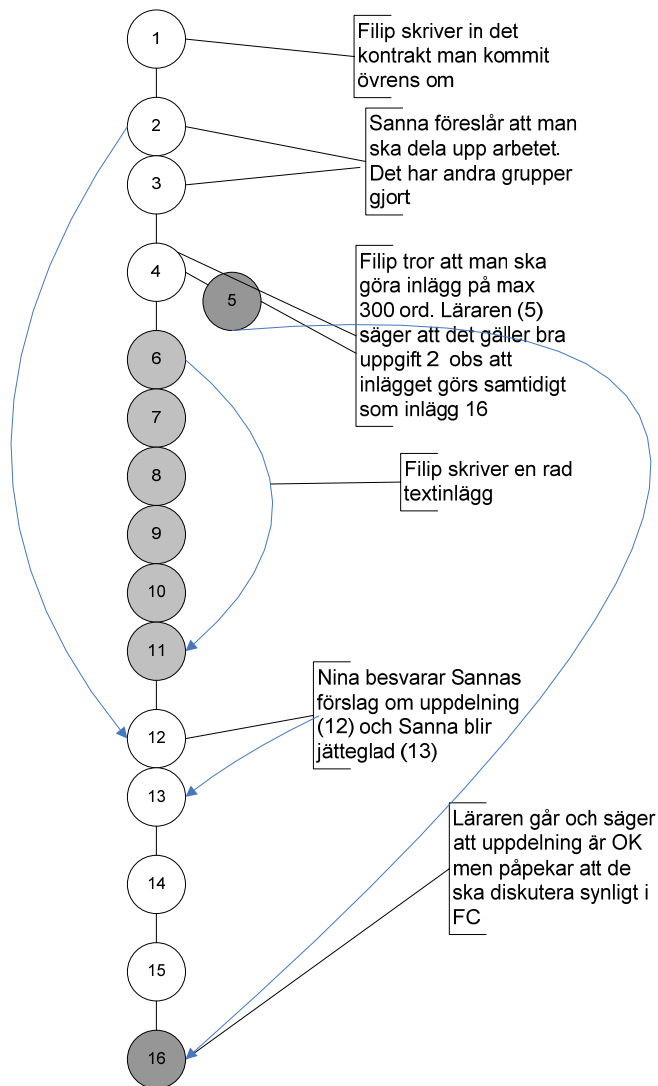 1
Filip skriver in det
kontrakt man kommit
övrens om
2
Sanna föreslår att man
ska dela upp arbetet.
Det har andra grupper
gjort
3
4
5
Filip tror att man ska
göra inlägg på max
300 ord. Läraren (5)
säger att det gäller bra
uppgift 2 obs att
inlägget görs samtidigt
som inlägg 16
6
7
8
Filip skriver en rad
textinlägg
9
10
11
Nina besvarar Sannas
förslag om uppdelning
(12) och Sanna blir
jätteglad (13)
12
13
Läraren går och säger
att uppdelning är OK
men påpekar att de
ska diskutera synligt i
FC
14
15
16